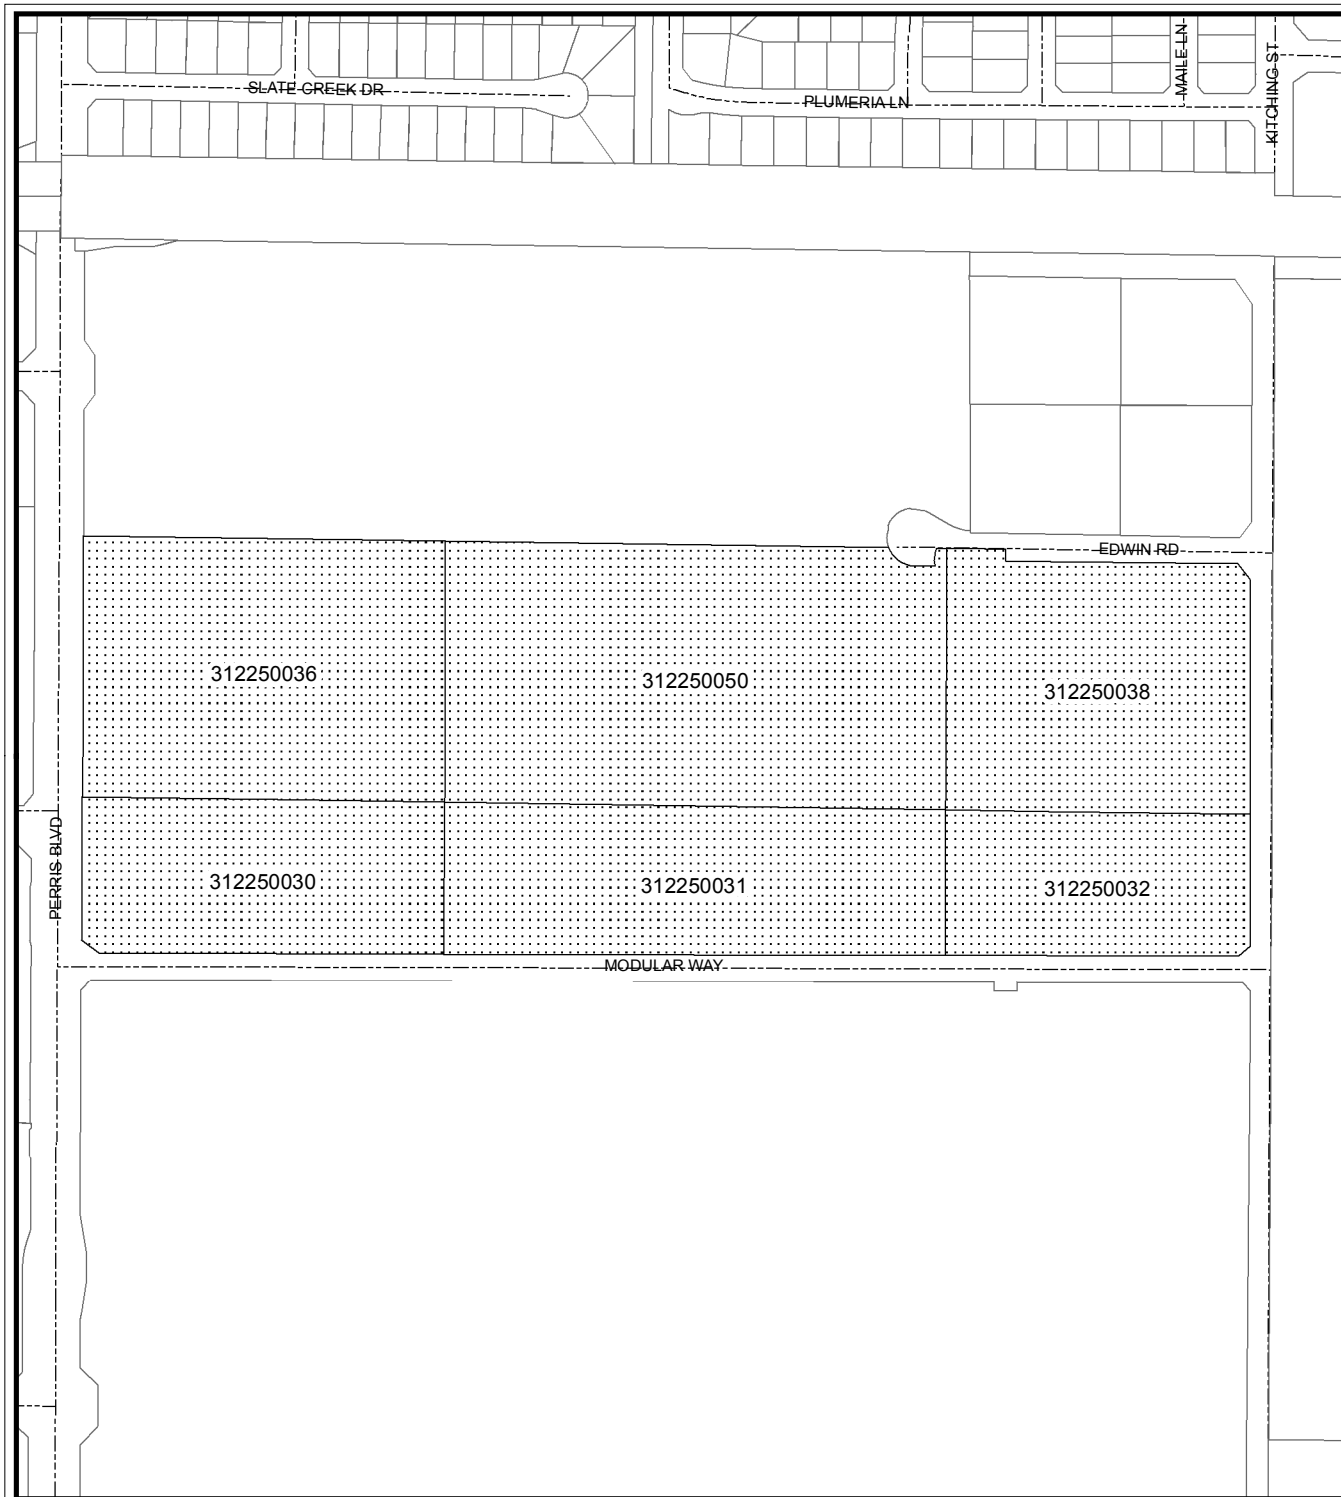 MAILE LN
KITCHING ST
SLATE CREEK DR
PLUMERIA LN
EDWIN RD
312250036
312250050
312250038
PERRIS BLVD
312250030
312250031
312250032
MODULAR WAY